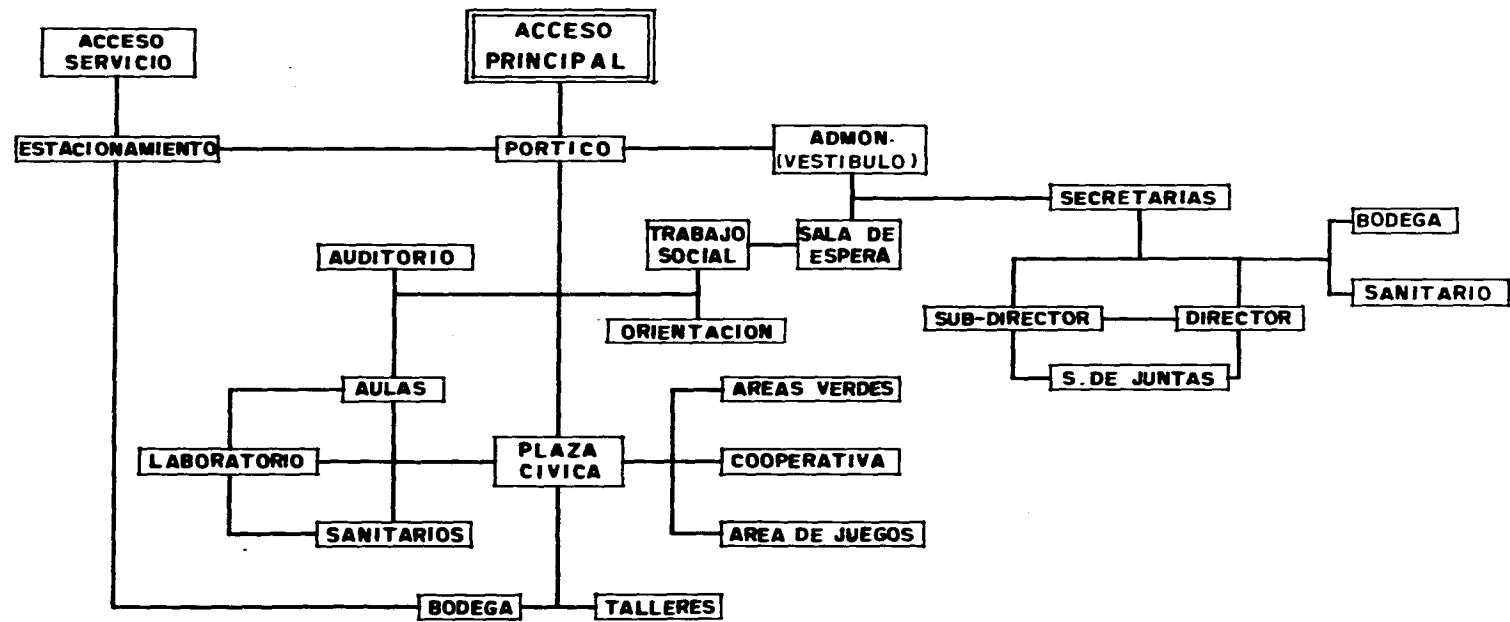 ACCESO
SERVICIO
ACCESO
PRINCIPAL
ESTACIONAMIENTO
PORTICO
ADMON.
(VESTIBULO)
SECRETARIAS
BODEGA
TRABAJO
SOCIAL
SALA DE
ESPERA
AUDITORIO
SANITARIO
ORIENTACION
SUB-DIRECTOR
DIRECTOR
S. DE JUNTAS
AULAS
AREAS VERDES
LABORATORIO
PLAZA
CIVICA
COOPERATIVA
SANITARIOS
AREA DE JUEGOS
BODEGA
TALLERES